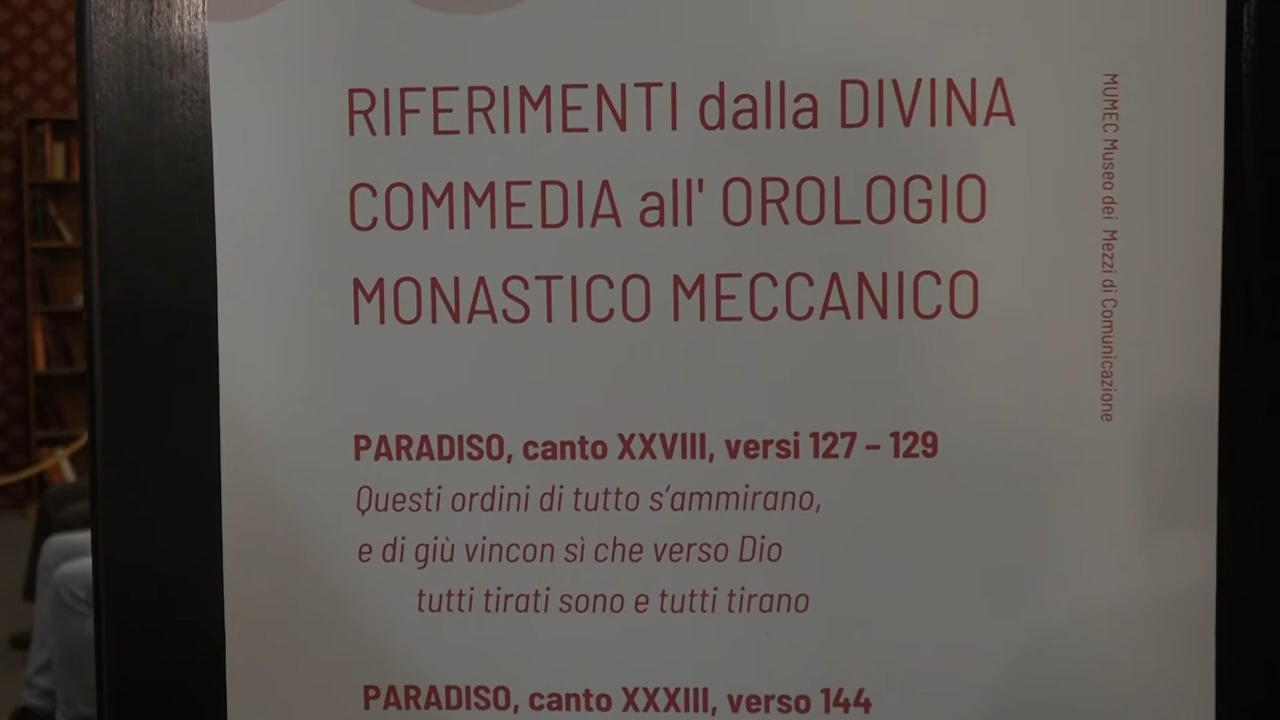 RIFERIMENTI dalla DIVINA
COMMEDIA all' OROLOGIO
MONASTICO MECCANICO
MUMEC Museo dei Mezzi di Comunicazione
PARADISO, canto XXVIII, versi 127 – 129
Questi ordini di tutto s’ammirano,
e di giù vincon sì che verso Dio
tutti tirati sono e tutti tirano
PARADISO, canto XXXIII, verso 144